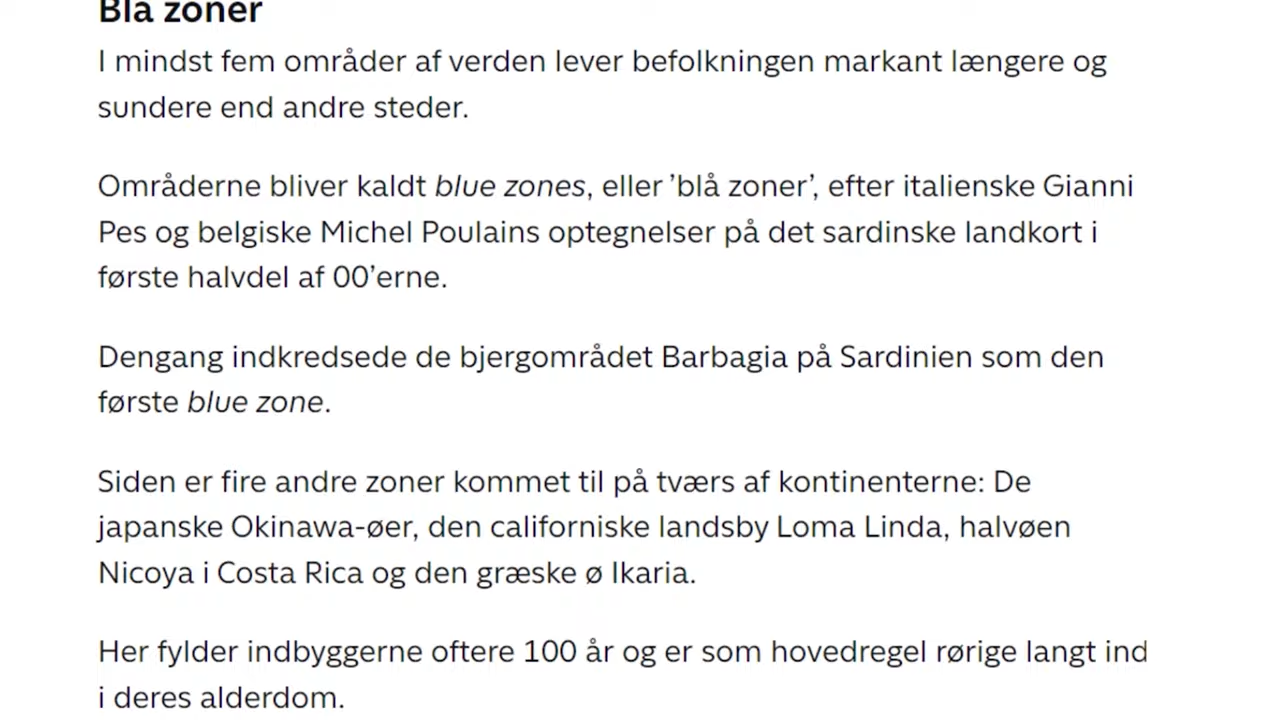 Blå zoner
I mindst fem områder af verden lever befolkningen markant længere og
sundere end andre steder.
Områderne bliver kaldt blue zones, eller ’blå zoner’, efter italienske Gianni
Pes og belgiske Michel Poulains optegnelser på det sardinske landkort i
første halvdel af 00’erne.
Dengang indkredsede de bjergområdet Barbagia på Sardinien som den
første blue zone.
Siden er fire andre zoner kommet til på tværs af kontinenterne: De
japanske Okinawa-øer, den californiske landsby Loma Linda, halvøen
Nicoya i Costa Rica og den græske ø Ikaria.
Her fylder indbyggerne oftere 100 år og er som hovedregel rørige langt ind
i deres alderdom.